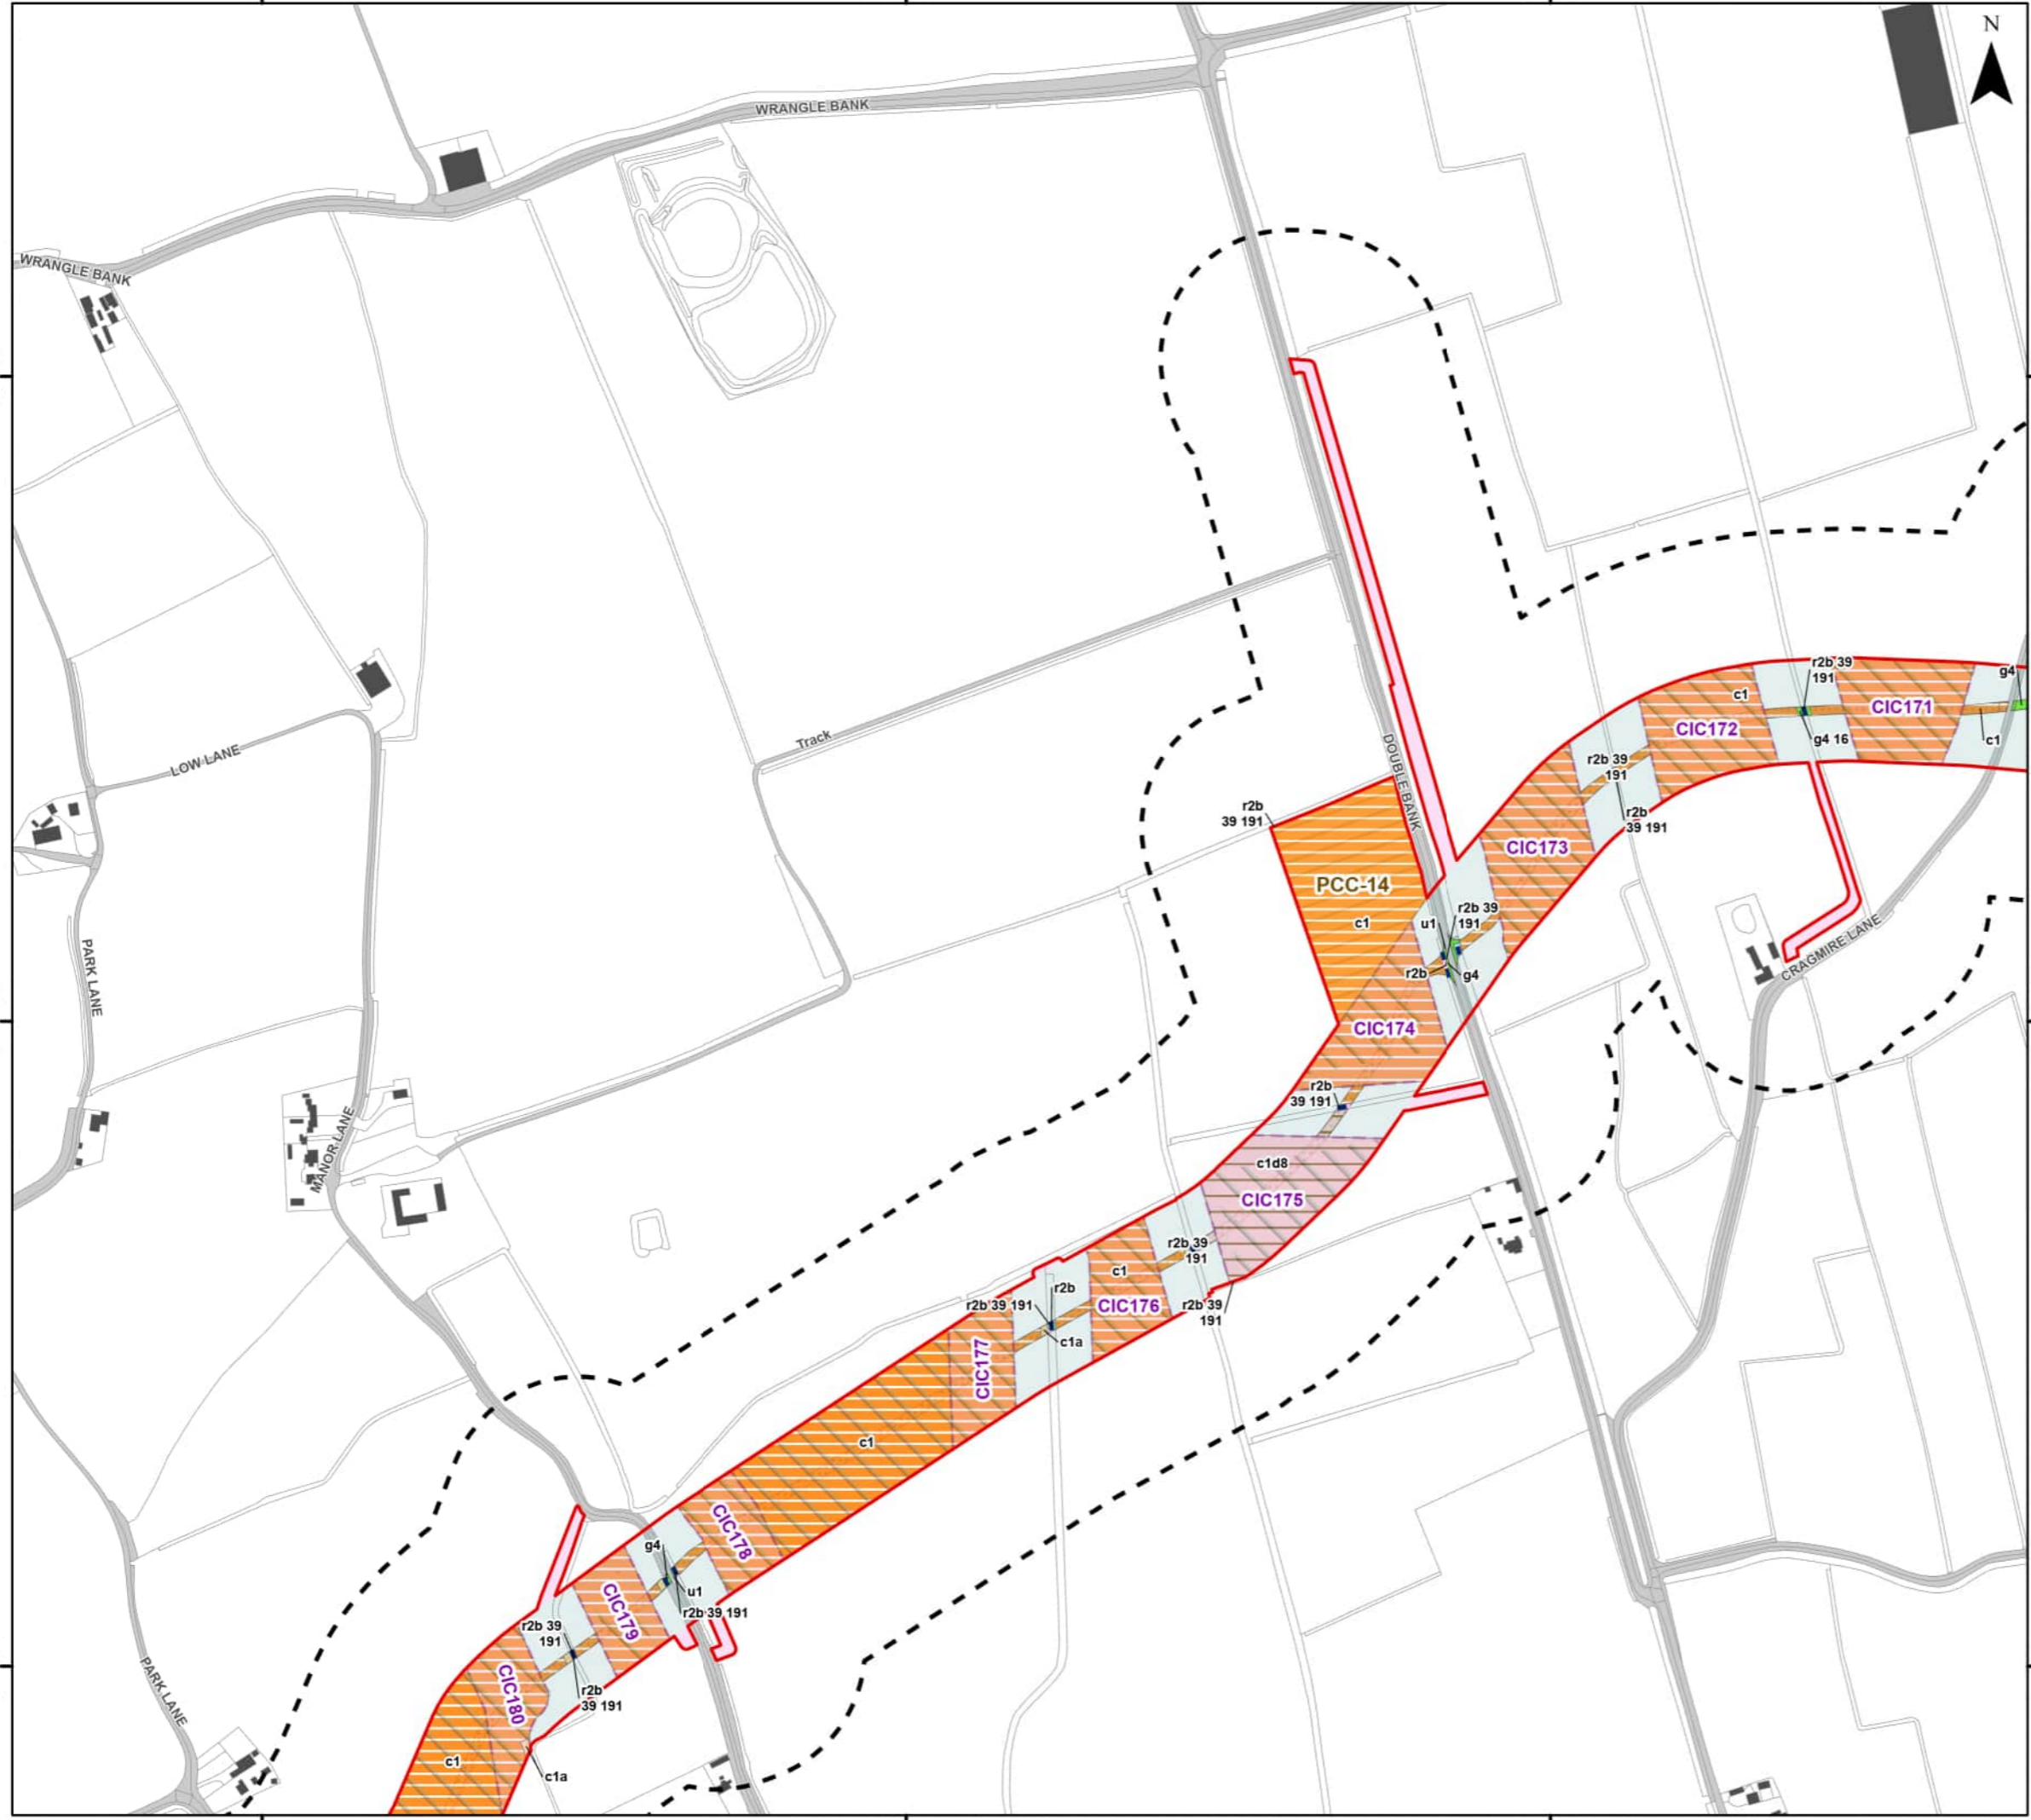 N
WRANGLE BANK
WRANGLE BANK
r2b 39
191
g4
c1
CIC172
CIC171
g4 16
c1
Track
DOUBLE BANK
LOW LANE
r2b 39
191
r2b
39 191
r2b
39 191
CIC173
PCC-14
c1
u1
r2b 39
191
r2b
g4
CRAGMIRE LANE
PARK LANE
CIC174
r2b
39 191
MANOR LANE
c1d8
CIC175
r2b 39
191
c1
r2b
r2b 39 191
CIC176
r2b 39
191
c1a
CIC177
c1
CIC178
g4
u1
r2b 39 191
CIC179
r2b 39
191
CIC180
r2b
39 191
PARK LANE
c1
c1a